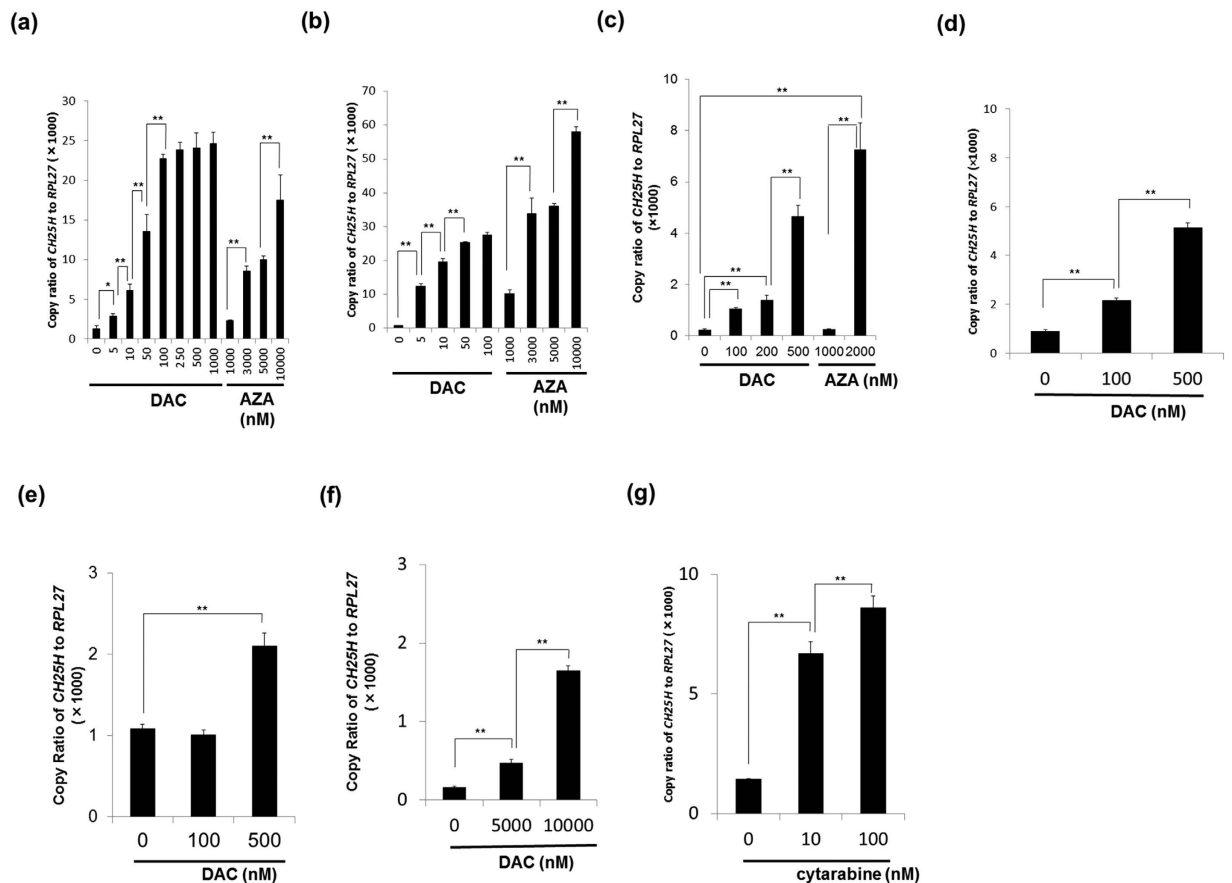 (a)
Copy ratio of CH25H to RPL27 (×1000)
30
25
20
15
10
5
0
*
**
**
**
**
**
0 5 10 50 100 250 500 1000 1000 3000 5000 10000
DAC AZA
(nM)
(b)
Copy ratio of CH25H to RPL27 (×1000)
70
60
50
40
30
20
10
0
**
**
**
**
**
0 5 10 50 100 1000 3000 5000 10000
DAC AZA
(nM)
(c)
Copy ratio of CH25H to RPL27
(×1000)
10
8
6
4
2
0
**
**
**
**
**
0 100 200 500 1000 2000
DAC AZA (nM)
(d)
Copy ratio of CH25H to RPL27 (×1000)
10
8
6
4
2
0
**
**
0 100 500
DAC (nM)
(e)
Copy Ratio of CH25H to RPL27
(×1000)
3
2
1
0
**
0 100 500
DAC (nM)
(f)
Copy Ratio of CH25H to RPL27
(×1000)
3
2
1
0
**
**
0 5000 10000
DAC (nM)
(g)
Copy ratio of CH25H to RPL27 (×1000)
10
5
0
**
**
0 10 100
cytarabine (nM)